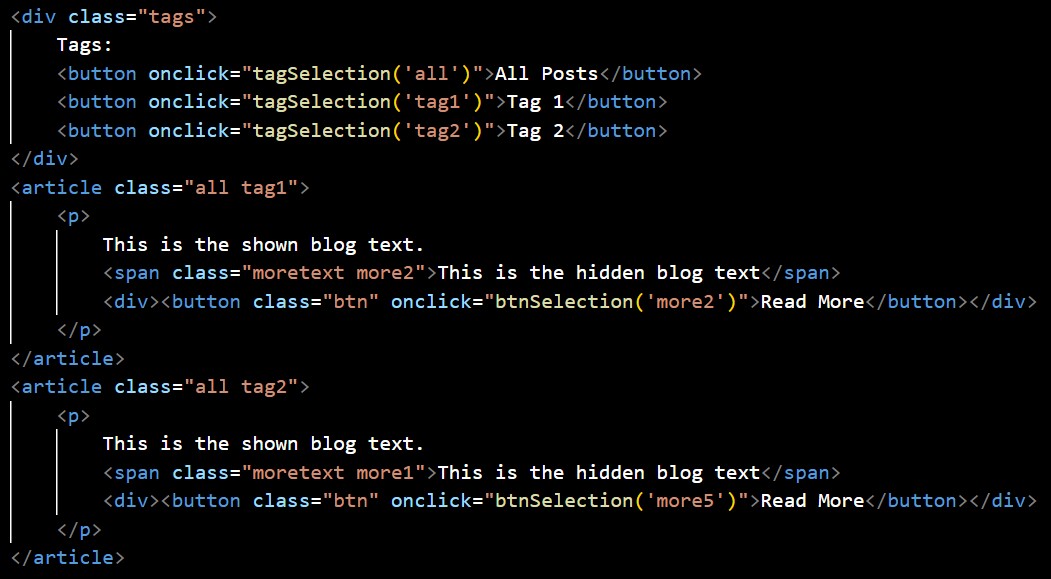 <div class="tags">
    Tags:
    <button onclick="tagSelection('all')">All Posts</button>
    <button onclick="tagSelection('tag1')">Tag 1</button>
    <button onclick="tagSelection('tag2')">Tag 2</button>
</div>
<article class="all tag1">
    <p>
        This is the shown blog text.
        <span class="moretext more2">This is the hidden blog text</span>
        <div><button class="btn" onclick="btnSelection('more2')">Read More</button></div>
    </p>
</article>
<article class="all tag2">
    <p>
        This is the shown blog text.
        <span class="moretext more1">This is the hidden blog text</span>
        <div><button class="btn" onclick="btnSelection('more5')">Read More</button></div>
    </p>
</article>